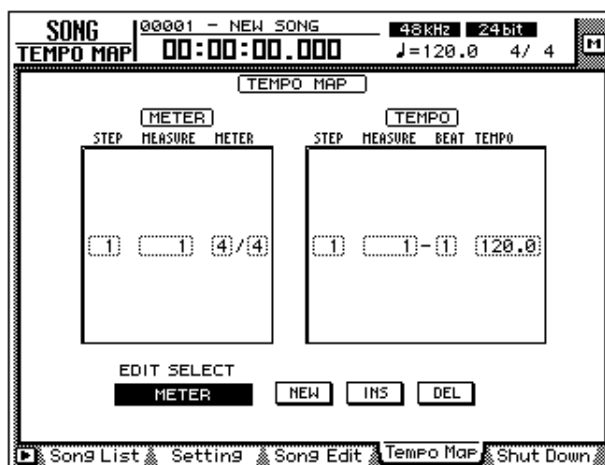 SONG 00001 - NEW SONG 48kHz 24bit M
TEMPO MAP 00:00:00.000 ♩=120.0 4/ 4
TEMPO MAP
METER TEMPO
STEP MEASURE METER STEP MEASURE BEAT TEMPO
1 1 4/4 1 1-1 120.0
EDIT SELECT
METER NEW INS DEL
Song List Setting Song Edit Tempo Map Shut Down